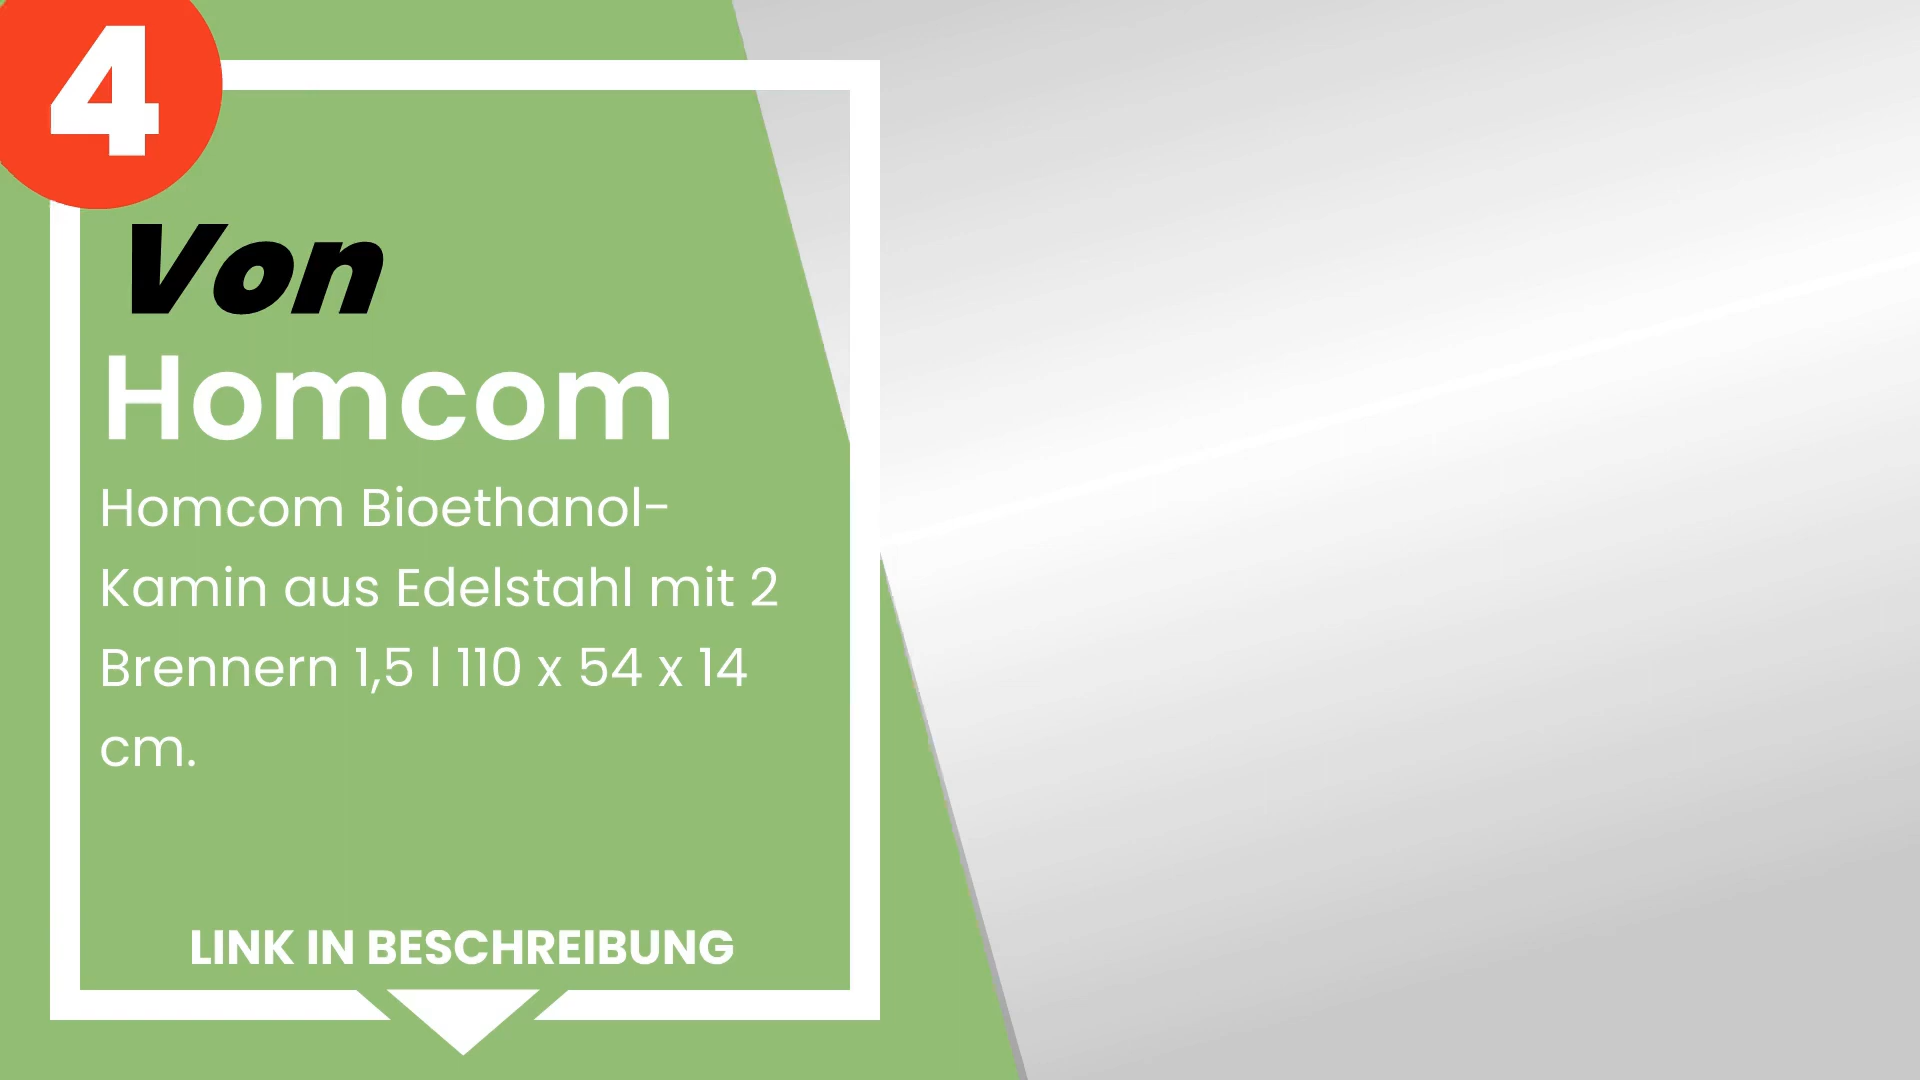 4
Von
Homcom
Homcom Bioethanol-
Kamin aus Edelstahl mit 2
Brennern 1,5 l 110 x 54 x 14
cm.
LINK IN BESCHREIBUNG